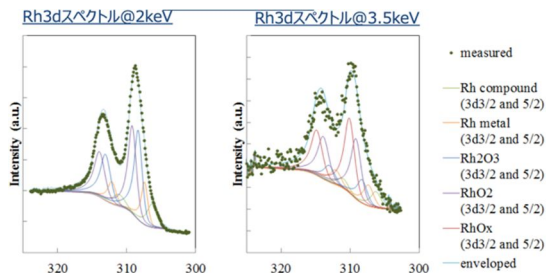 Rh3dスペクトル@2keV
Rh3dスペクトル@3.5keV
Intensity (a.u.)
320
310
300
Intensity (a.u.)
320
310
300
measured
Rh compound
(3d3/2 and 5/2)
Rh metal
(3d3/2 and 5/2)
Rh2O3
(3d3/2 and 5/2)
RhO2
(3d3/2 and 5/2)
RhOx
(3d3/2 and 5/2)
enveloped